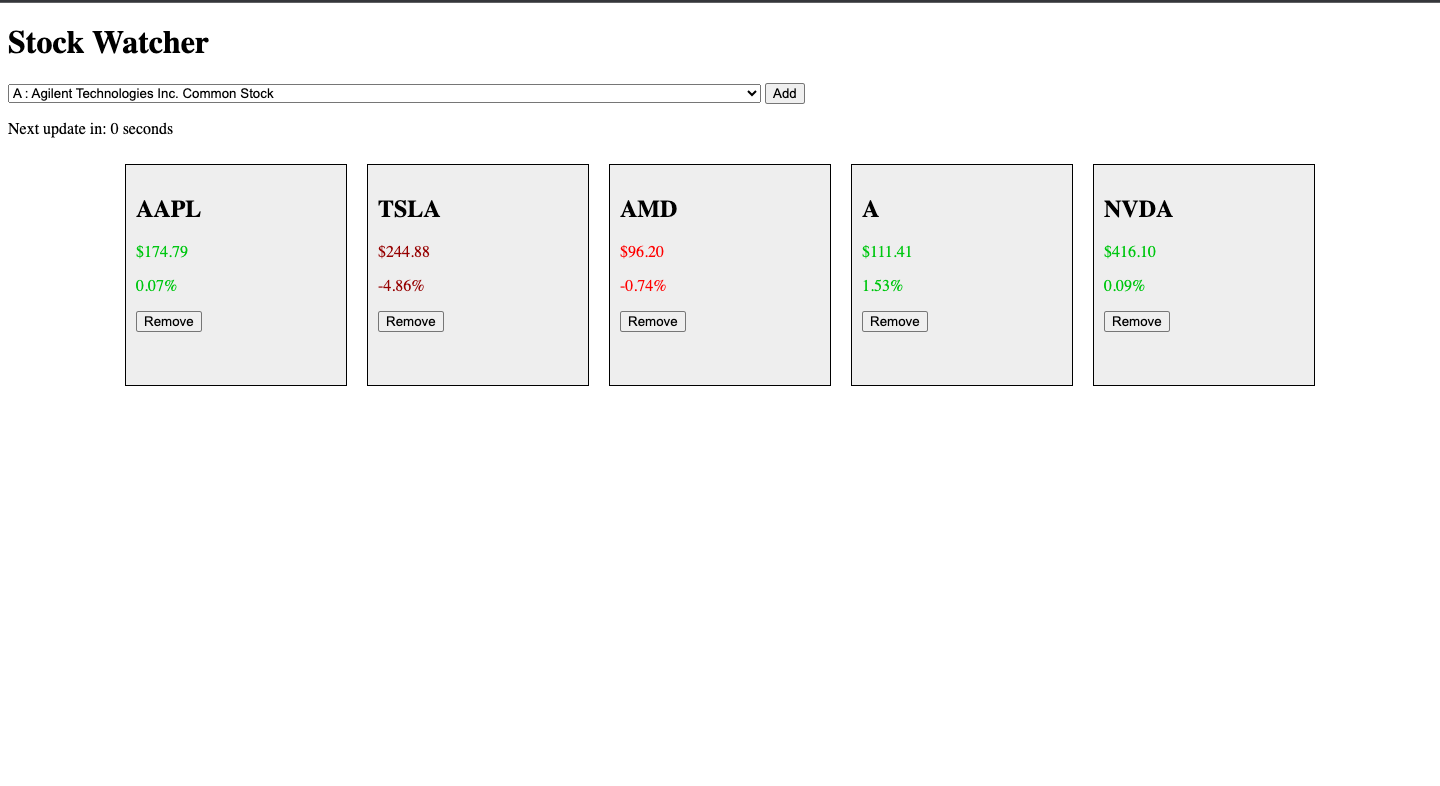 Stock Watcher
A : Agilent Technologies Inc. Common Stock Add
Next update in: 0 seconds
AAPL
$174.79
0.07%
Remove
TSLA
$244.88
-4.86%
Remove
AMD
$96.20
-0.74%
Remove
A
$111.41
1.53%
Remove
NVDA
$416.10
0.09%
Remove